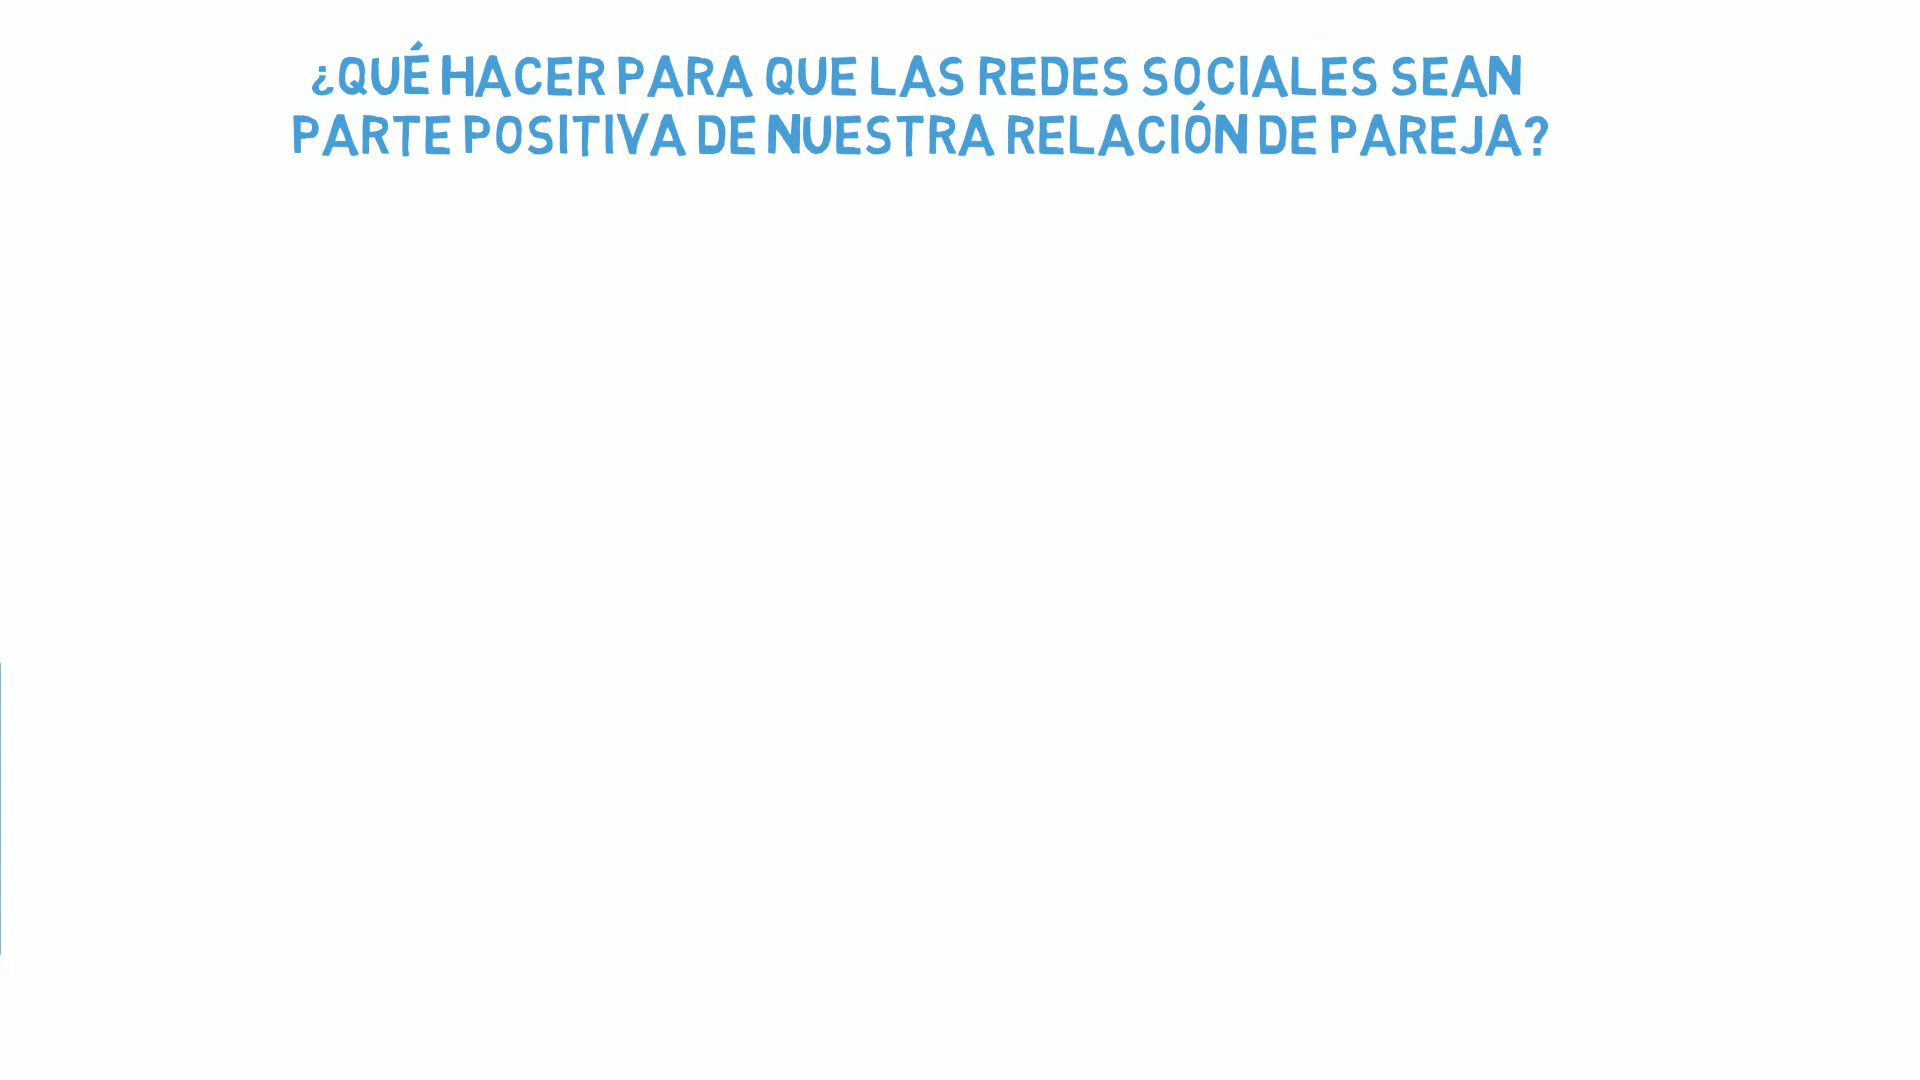 ¿QUÉ HACER PARA QUE LAS REDES SOCIALES SEAN
PARTE POSITIVA DE NUESTRA RELACIÓN DE PAREJA?